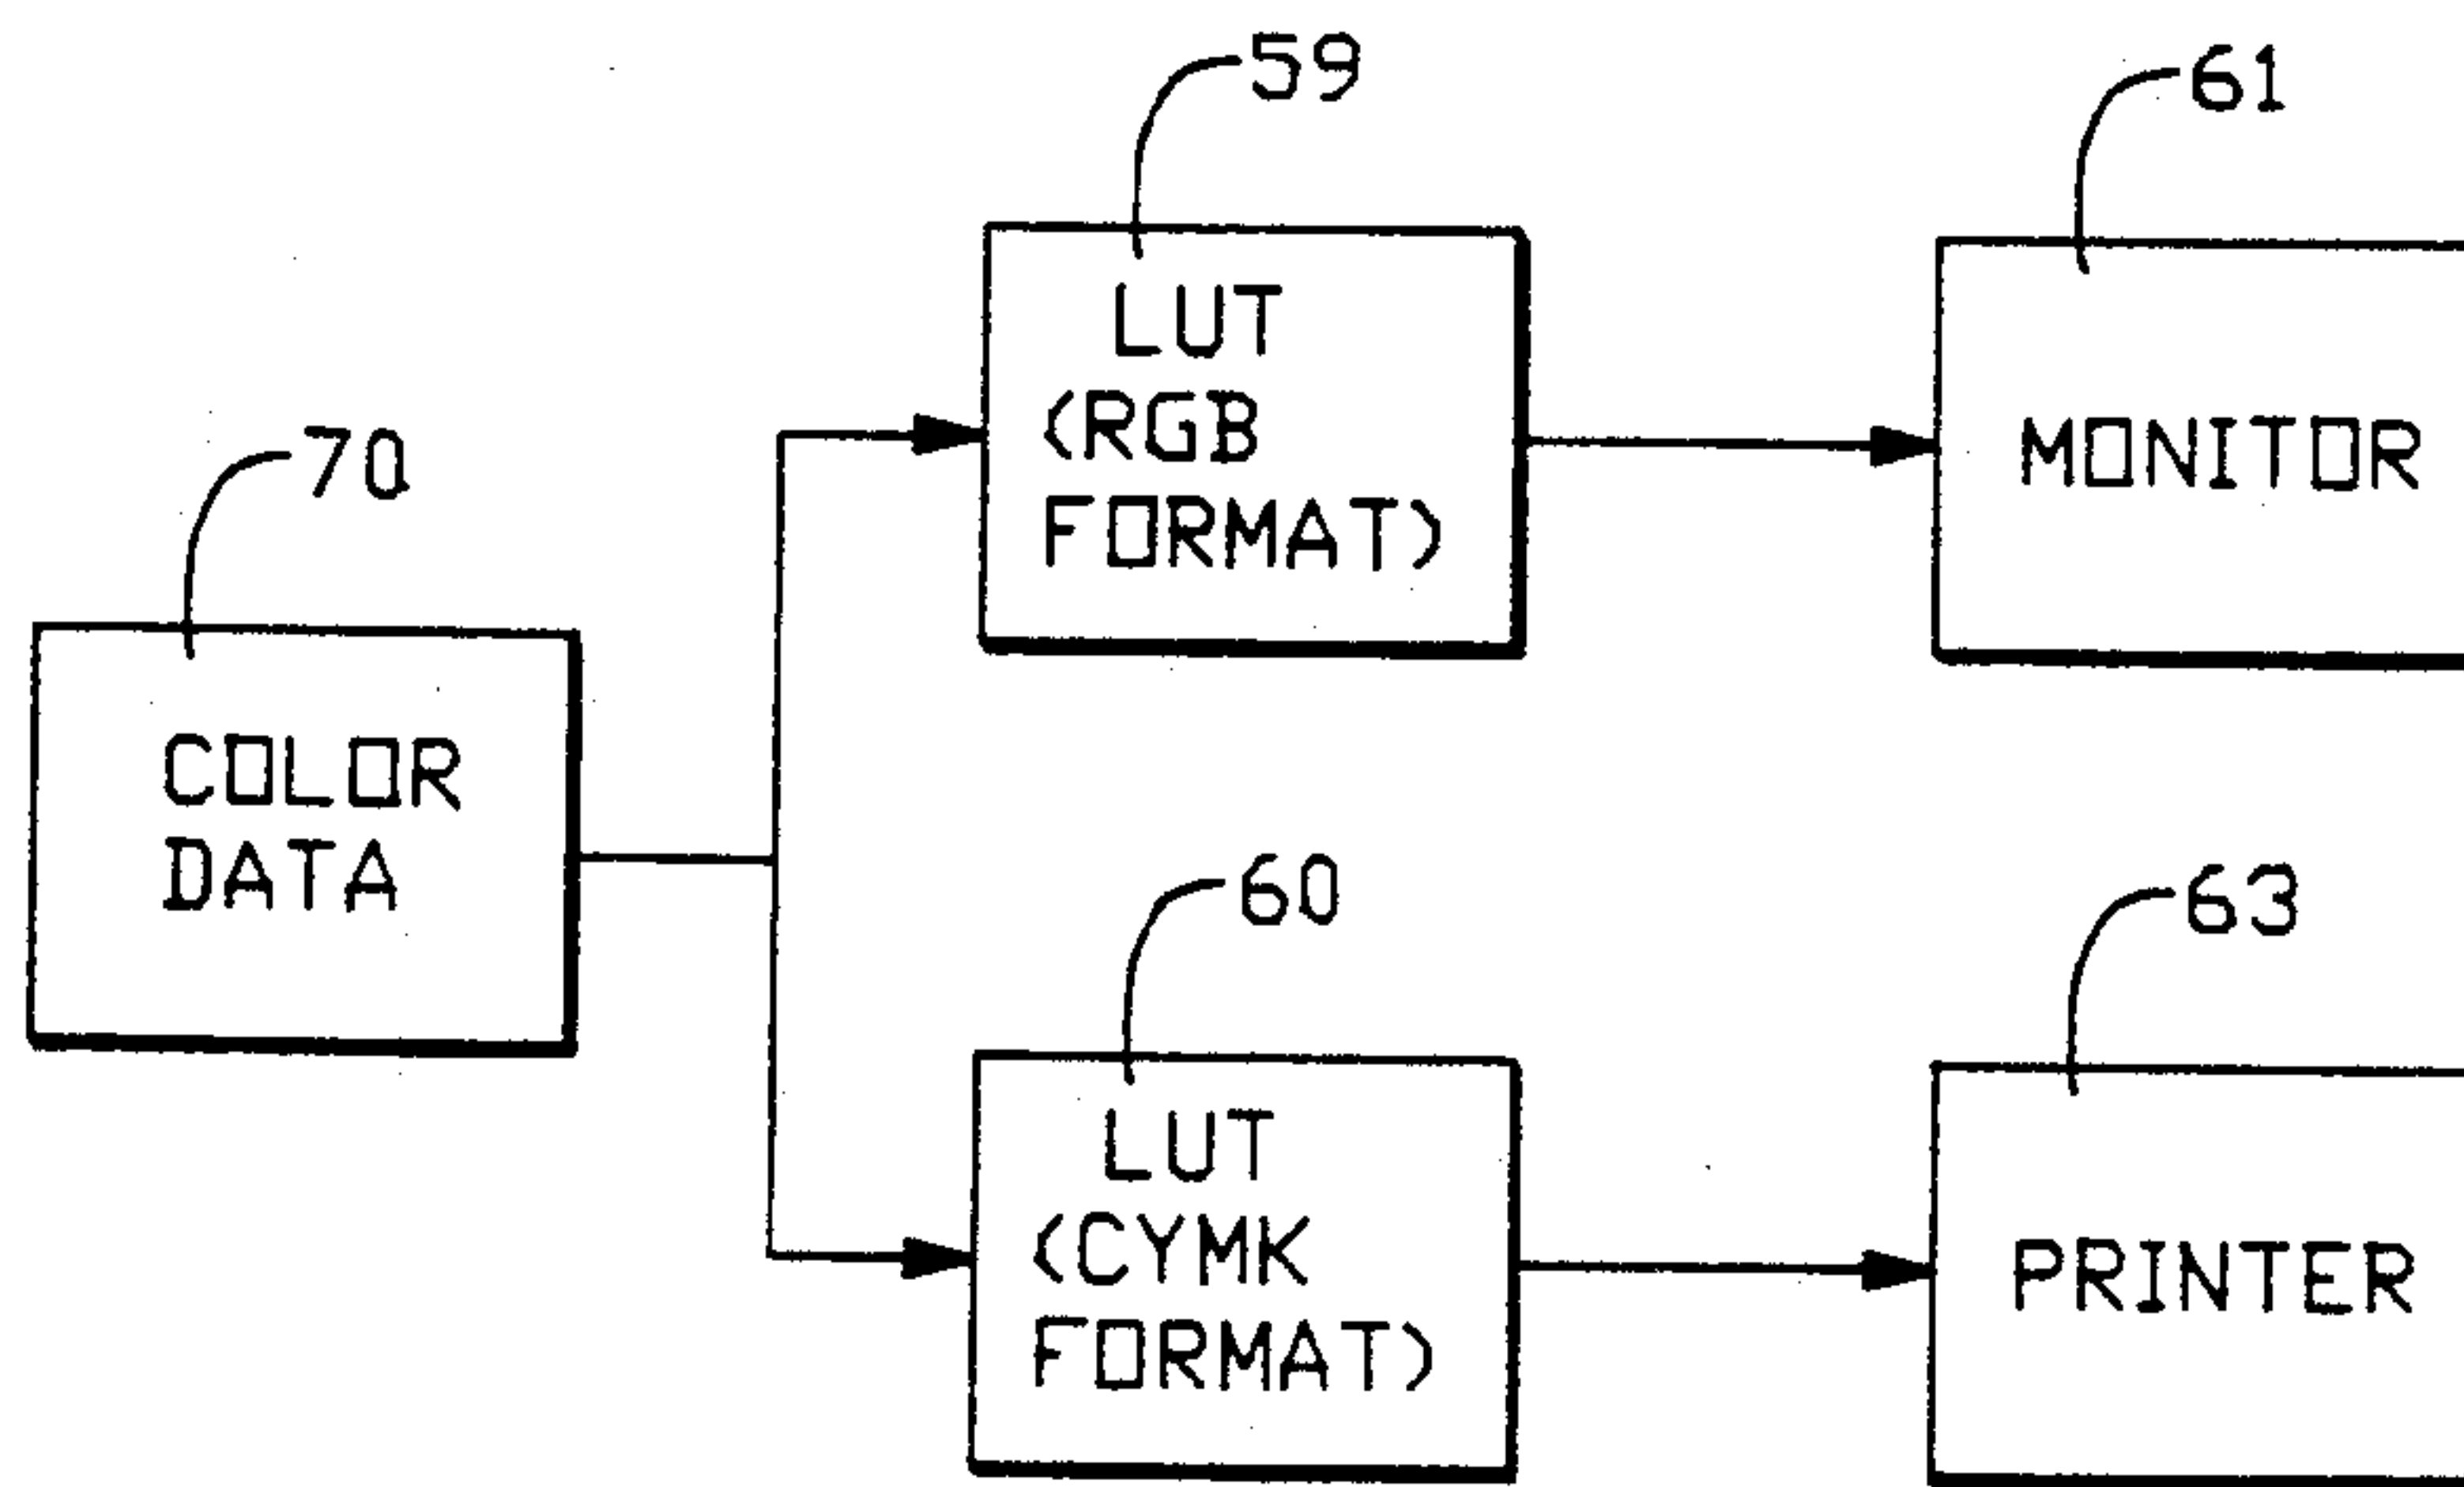 59
LUT
(RGB
FORMAT)
61
MONITOR
70
COLOR
DATA
60
LUT
(CYMK
FORMAT)
63
PRINTER